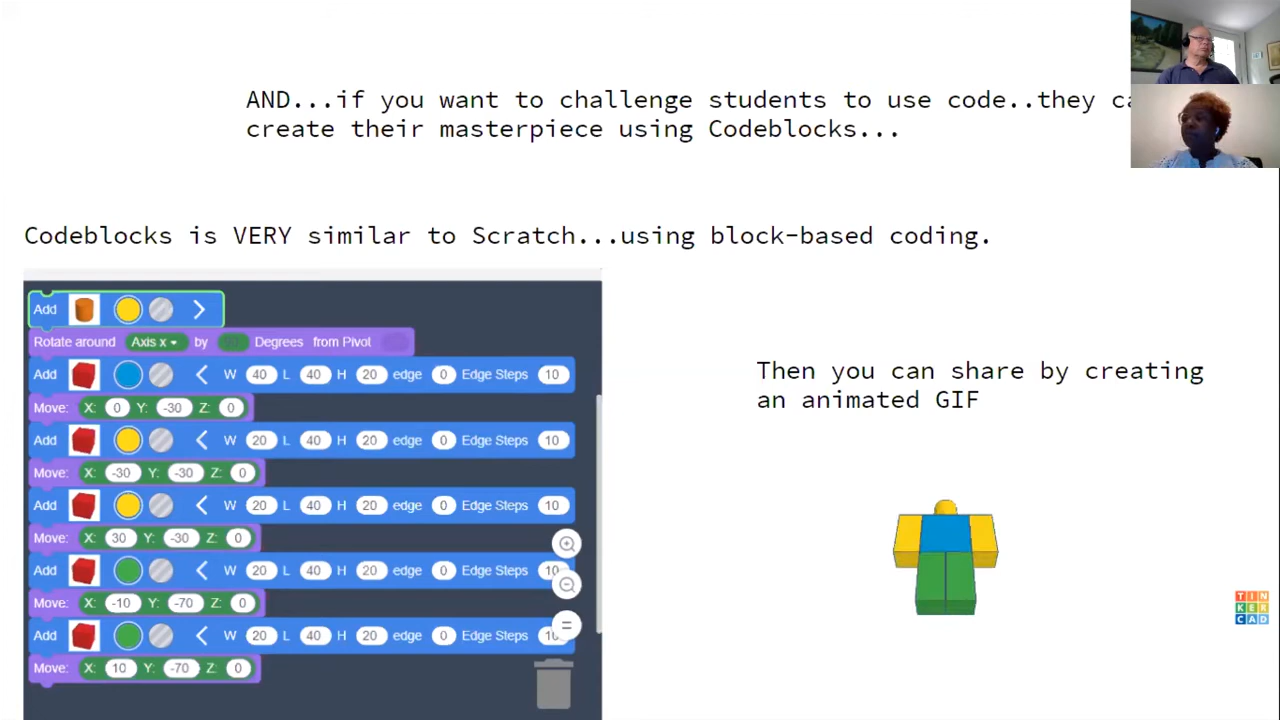 AND...if you want to challenge students to use code..they
create their masterpiece using Codeblocks...
Codeblocks is VERY similar to Scratch...using block-based coding.
Add
Rotate around Axis x by Degrees from Pivot
Add W 40 L 40 H 20 edge 0 Edge Steps 10
Move: X: 0 Y: -30 Z: 0
Add W 20 L 40 H 20 edge 0 Edge Steps 10
Move: X: -30 Y: -30 Z: 0
Add W 20 L 40 H 20 edge 0 Edge Steps 10
Move: X: 30 Y: -30 Z: 0
Add W 20 L 40 H 20 edge 0 Edge Steps 10
Move: X: -10 Y: -70 Z: 0
Add W 20 L 40 H 20 edge 0 Edge Steps 10
Move: X: 10 Y: -70 Z: 0
Then you can share by creating
an animated GIF
TIN
KER
CAD